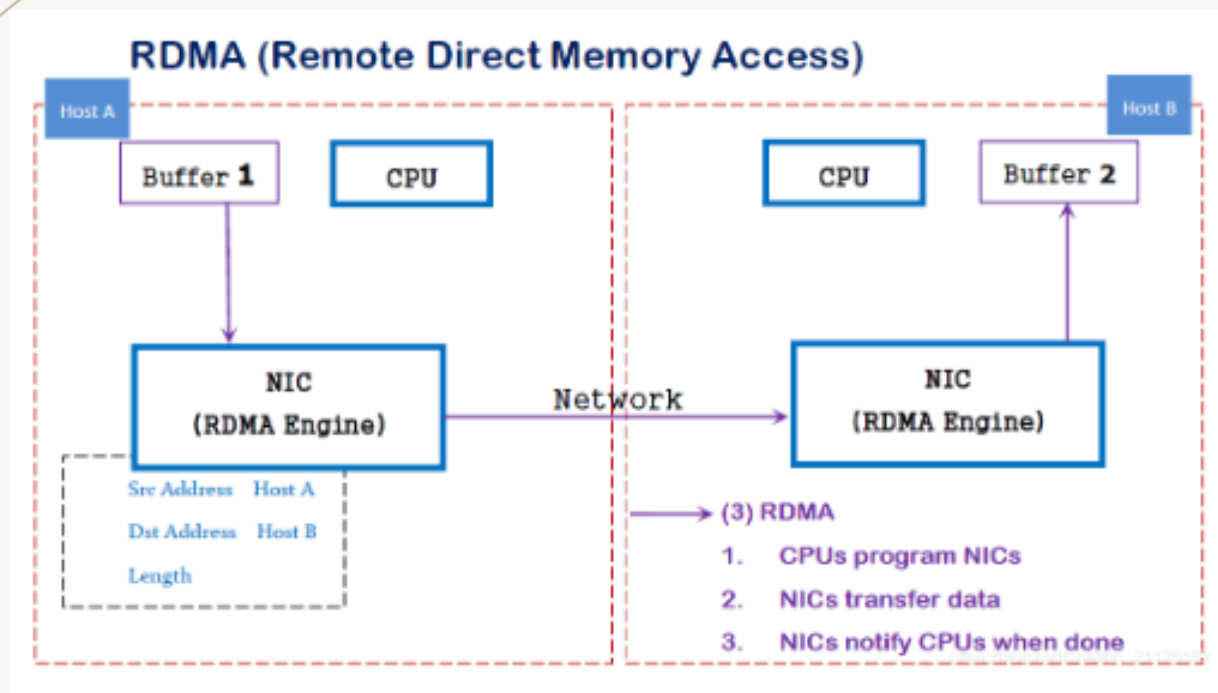 RDMA (Remote Direct Memory Access)
Host A
Host B
Buffer 1
CPU
CPU
Buffer 2
NIC
(RDMA Engine)
Network
NIC
(RDMA Engine)
Src Address Host A
Dst Address Host B
Length
(3) RDMA
1. CPUs program NICs
2. NICs transfer data
3. NICs notify CPUs when done